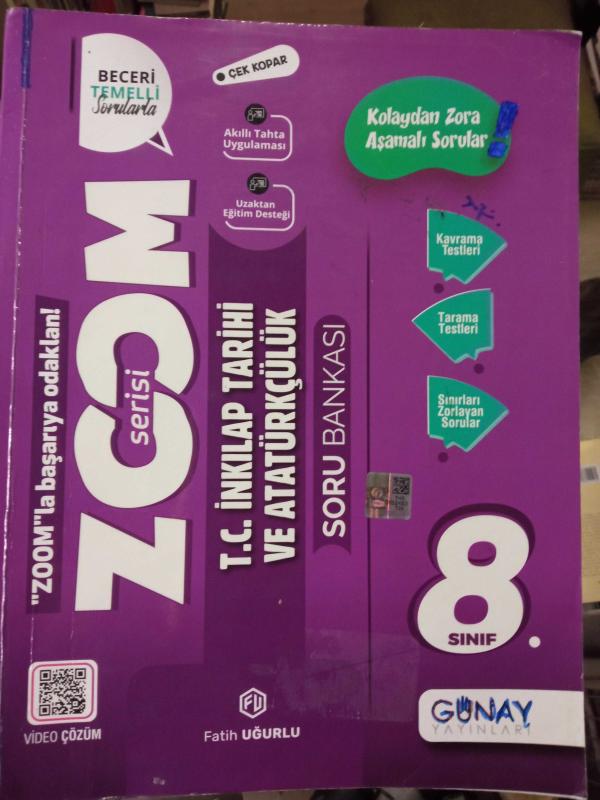 BECERİ
TEMELLİ
Sorularla
ÇEK KOPAR
Akıllı Tahta
Uygulaması
Uzaktan
Eğitim Desteği
Kolaydan Zora
Aşamalı Sorular!
Kavrama
Testleri
Tarama
Testleri
Sınırları
Zorlayan
Sorular
"ZOOM"la başarıya odaklan!
ZOOM
serisi
T.C. İNKILAP TARİHİ
VE ATATÜRKÇÜLÜK
SORU BANKASI
8.
SINIF
VİDEO ÇÖZÜM
FU
Fatih UĞURLU
GÜNAY
YAYINLARI